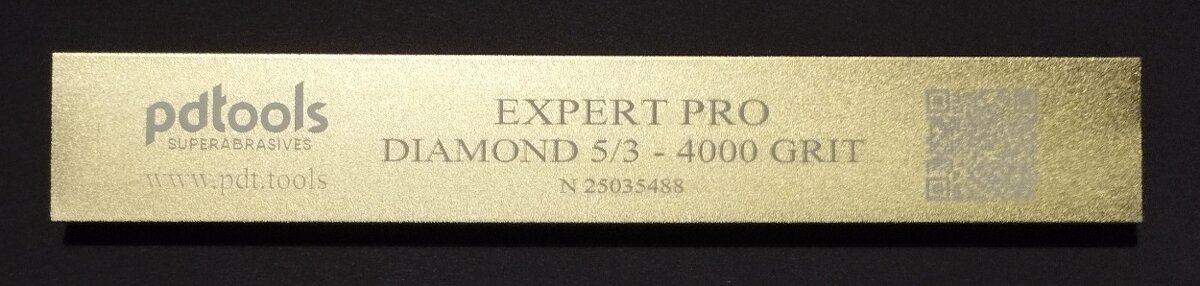 pdtools
SUPERABRASIVES
www.pdt.tools
EXPERT PRO
DIAMOND 5/3 - 4000 GRIT
N 25035488